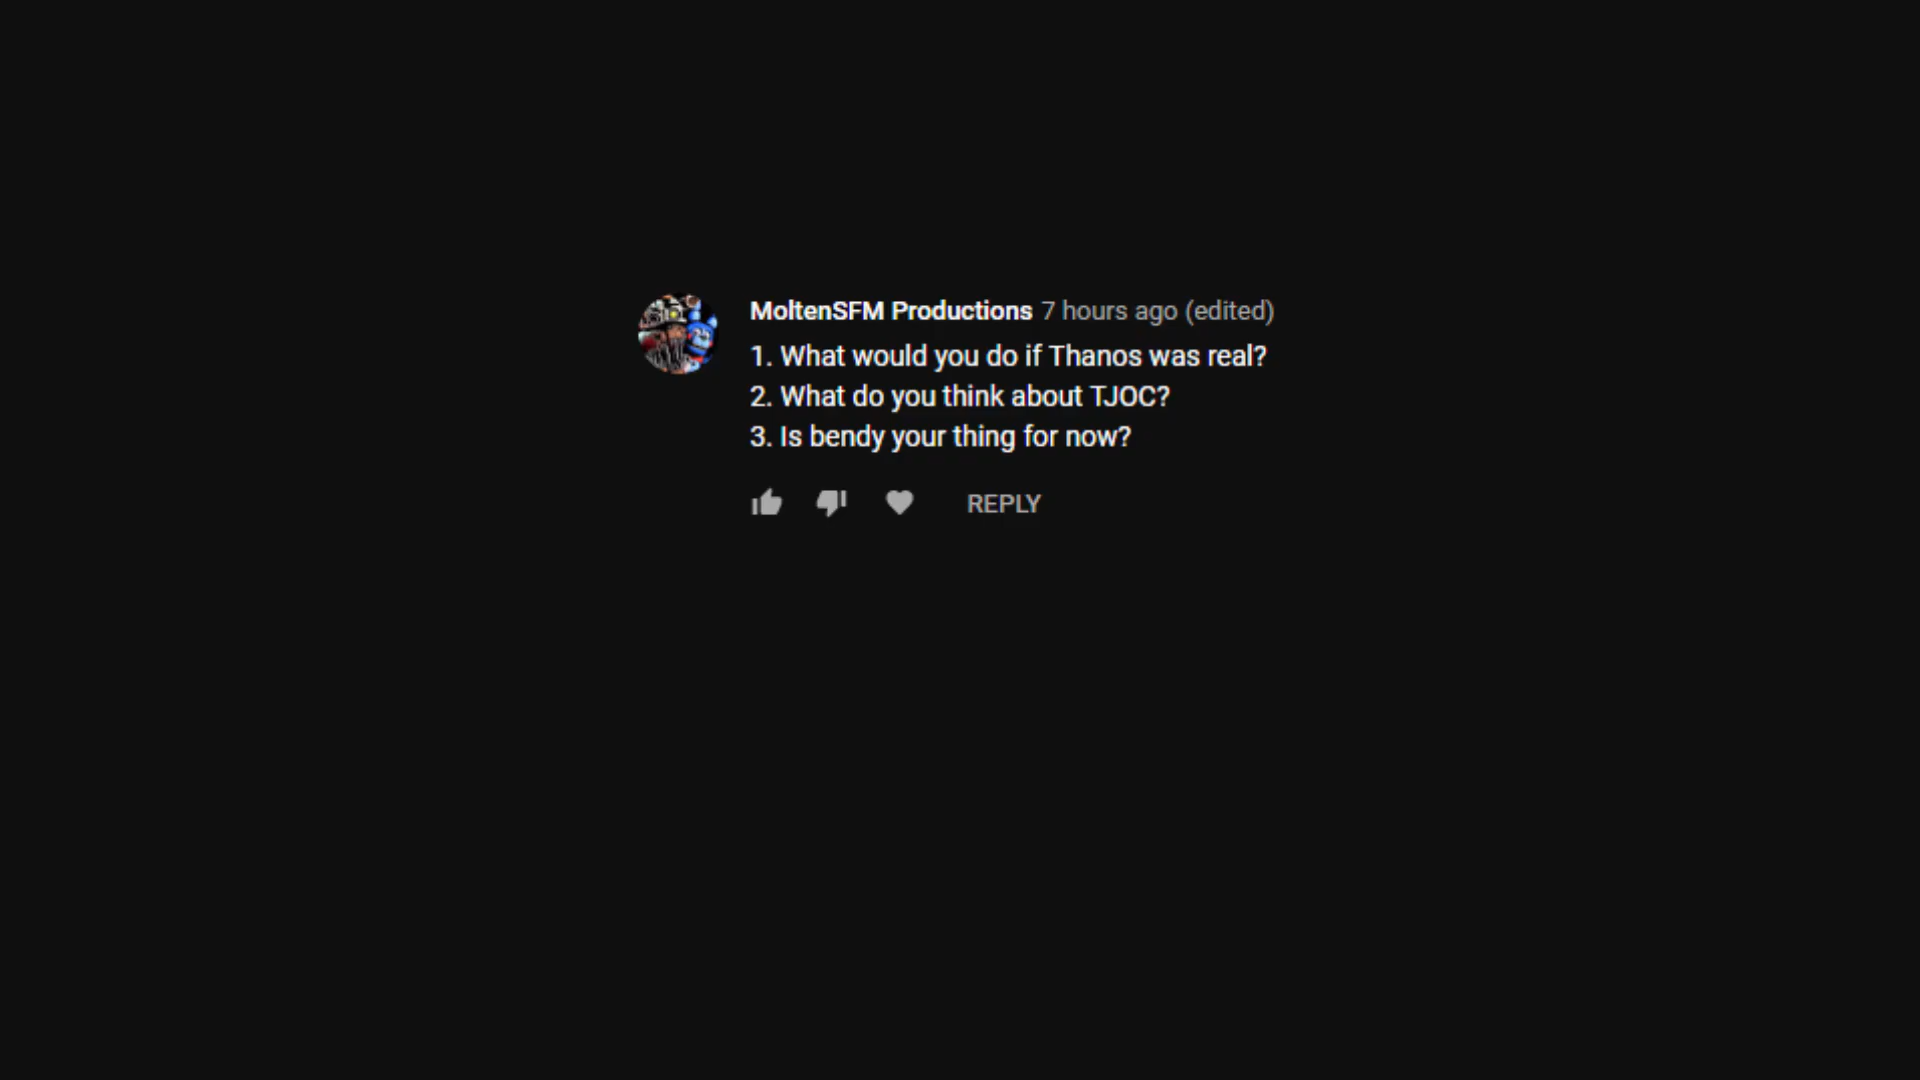 MoltenSFM Productions 7 hours ago (edited)
1. What would you do if Thanos was real?
2. What do you think about TJOC?
3. Is bendy your thing for now?
REPLY